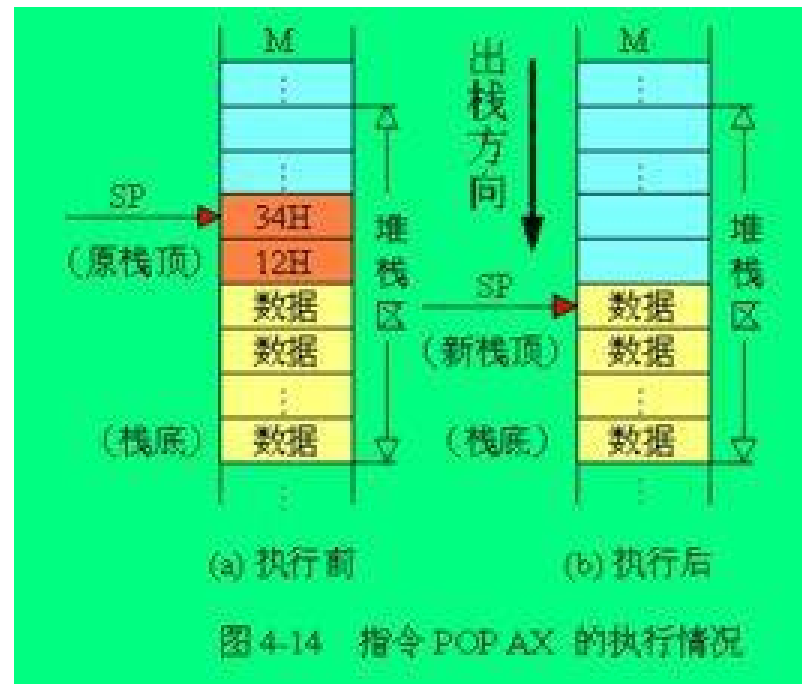 M
⋮
⋮
SP
(原栈顶)
34H
12H
数据
数据
⋮
(栈底)
数据
⋮
堆栈区
出栈方向
M
⋮
⋮
SP
(新栈顶)
数据
数据
⋮
(栈底)
数据
⋮
堆栈区
(a) 执行前
(b) 执行后
图 4-14 指令 POP AX 的执行情况